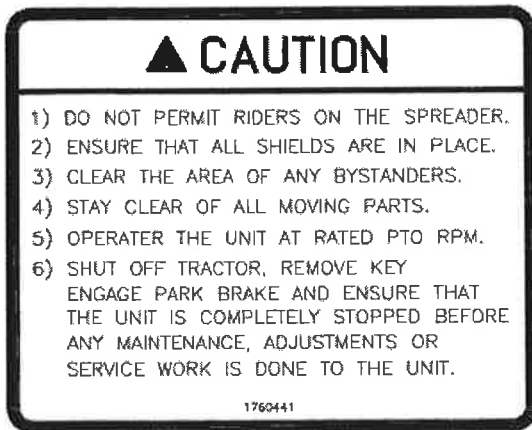 CAUTION
1) DO NOT PERMIT RIDERS ON THE SPREADER.
2) ENSURE THAT ALL SHIELDS ARE IN PLACE.
3) CLEAR THE AREA OF ANY BYSTANDERS.
4) STAY CLEAR OF ALL MOVING PARTS.
5) OPERATER THE UNIT AT RATED PTO RPM.
6) SHUT OFF TRACTOR, REMOVE KEY
ENGAGE PARK BRAKE AND ENSURE THAT
THE UNIT IS COMPLETELY STOPPED BEFORE
ANY MAINTENANCE, ADJUSTMENTS OR
SERVICE WORK IS DONE TO THE UNIT.
1760441